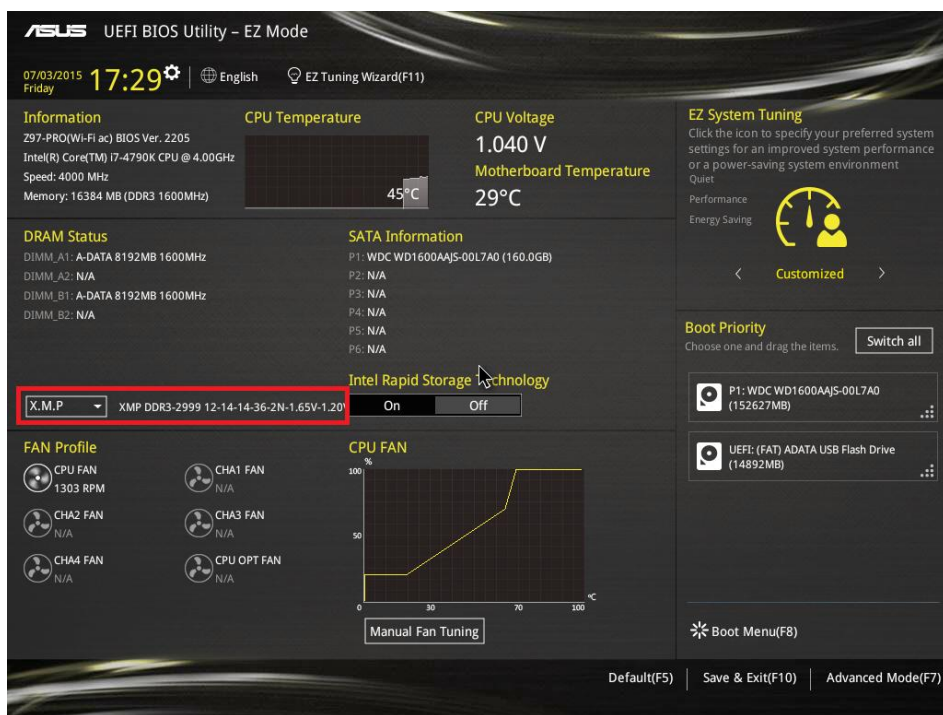 ASUS UEFI BIOS Utility – EZ Mode
07/03/2015
Friday
17:29
English
EZ Tuning Wizard(F11)
Information
Z97-PRO(Wi-Fi ac) BIOS Ver. 2205
Intel(R) Core(TM) i7-4790K CPU @ 4.00GHz
Speed: 4000 MHz
Memory: 16384 MB (DDR3 1600MHz)
CPU Temperature
45°C
CPU Voltage
1.040 V
Motherboard Temperature
29°C
EZ System Tuning
Click the icon to specify your preferred system
settings for an improved system performance
or a power-saving system environment
Quiet
Performance
Energy Saving
Customized
DRAM Status
DIMM_A1: A-DATA 8192MB 1600MHz
DIMM_A2: N/A
DIMM_B1: A-DATA 8192MB 1600MHz
DIMM_B2: N/A
SATA Information
P1: WDC WD1600AAJS-00L7A0 (160.0GB)
P2: N/A
P3: N/A
P4: N/A
P5: N/A
P6: N/A
X.M.P
XMP DDR3-2999 12-14-14-36-2N-1.65V-1.20V
Intel Rapid Storage Technology
On
Off
Boot Priority
Choose one and drag the items.
Switch all
P1: WDC WD1600AAJS-00L7A0
(152627MB)
UEFI: (FAT) ADATA USB Flash Drive
(14892MB)
FAN Profile
CPU FAN
1303 RPM
CHA1 FAN
N/A
CHA2 FAN
N/A
CHA3 FAN
N/A
CHA4 FAN
N/A
CPU OPT FAN
N/A
CPU FAN
%
100
50
0
30
70
100
°C
Manual Fan Tuning
Boot Menu(F8)
Default(F5)
Save & Exit(F10)
Advanced Mode(F7)